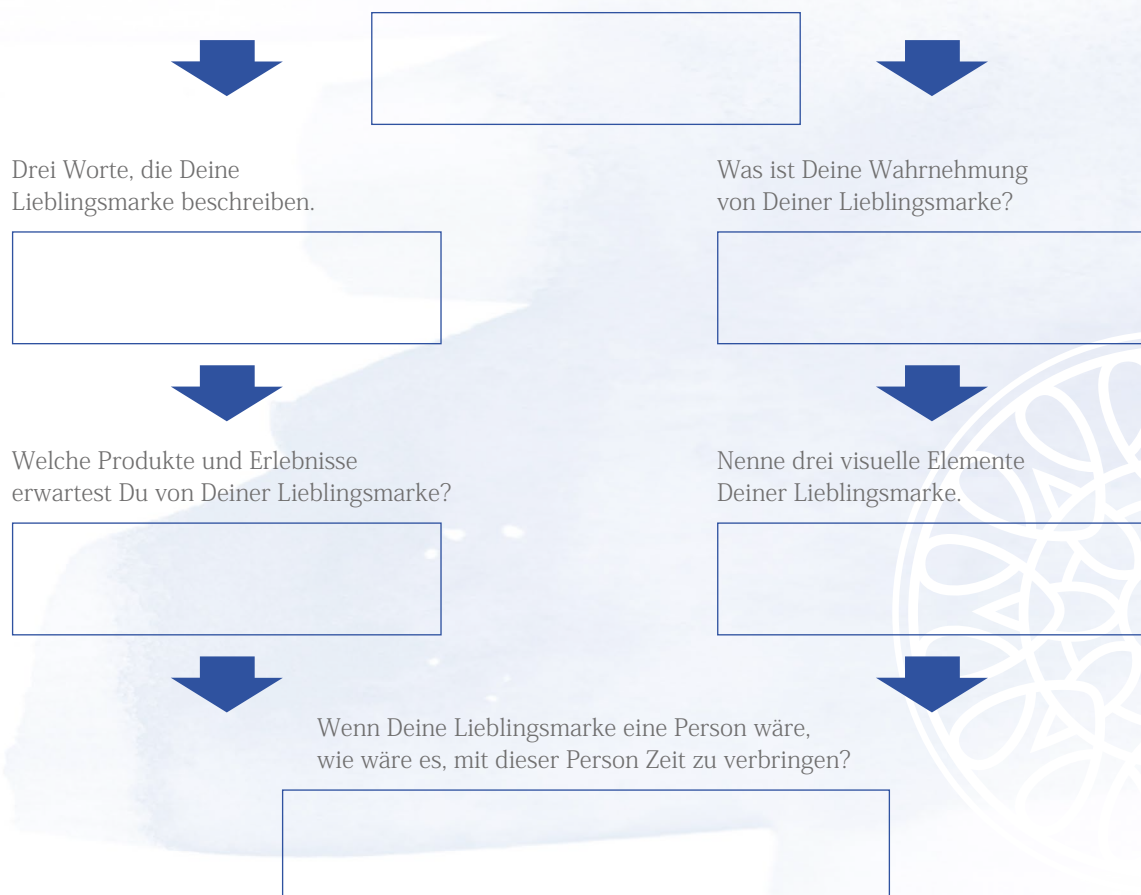 Drei Worte, die Deine
Lieblingsmarke beschreiben.
Was ist Deine Wahrnehmung
von Deiner Lieblingsmarke?
Welche Produkte und Erlebnisse
erwartest Du von Deiner Lieblingsmarke?
Nenne drei visuelle Elemente
Deiner Lieblingsmarke.
Wenn Deine Lieblingsmarke eine Person wäre,
wie wäre es, mit dieser Person Zeit zu verbringen?